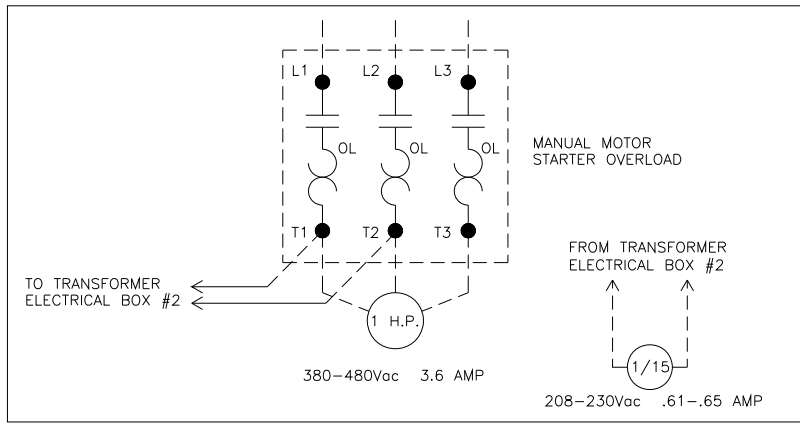 L1
L2
L3
OL
OL
OL
MANUAL MOTOR
STARTER OVERLOAD
T1
T2
T3
TO TRANSFORMER
ELECTRICAL BOX #2
1 H.P.
380-480Vac 3.6 AMP
FROM TRANSFORMER
ELECTRICAL BOX #2
1/15
208-230Vac .61-.65 AMP